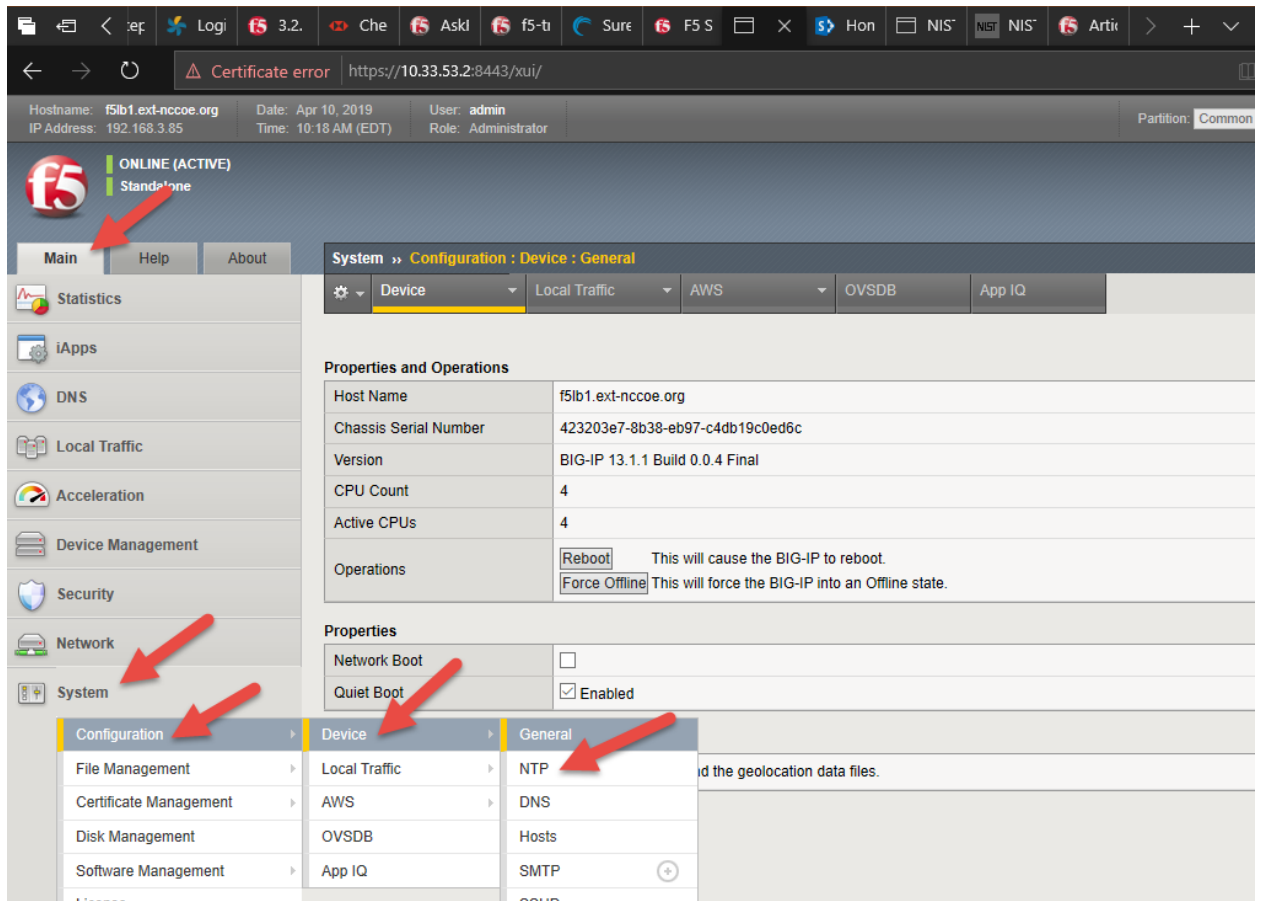 Logi
3.2.
Che
AskI
Sure
F5 S
Hon
NIS
NIST
NIS
Artic
Certificate error https://10.33.53.2:8443/xui/
Hostname: f5lb1.ext-nccoe.org Date: Apr 10, 2019 User: admin
IP Address: 192.168.3.85 Time: 10:18 AM (EDT) Role: Administrator
Partition: Common
f5
ONLINE (ACTIVE)
Standalone
Main Help About
System ›› Configuration : Device : General
Device Local Traffic AWS OVSDB App IQ
Statistics
iApps
DNS
Local Traffic
Acceleration
Device Management
Security
Network
System
Properties and Operations
Host Name f5lb1.ext-nccoe.org
Chassis Serial Number 423203e7-8b38-eb97-c4db19c0ed6c
Version BIG-IP 13.1.1 Build 0.0.4 Final
CPU Count 4
Active CPUs 4
Operations
Reboot This will cause the BIG-IP to reboot.
Force Offline This will force the BIG-IP into an Offline state.
Properties
Network Boot
Quiet Boot Enabled
the geolocation data files.
Configuration
File Management
Certificate Management
Disk Management
Software Management
Device
Local Traffic
AWS
OVSDB
App IQ
General
NTP
DNS
Hosts
SMTP